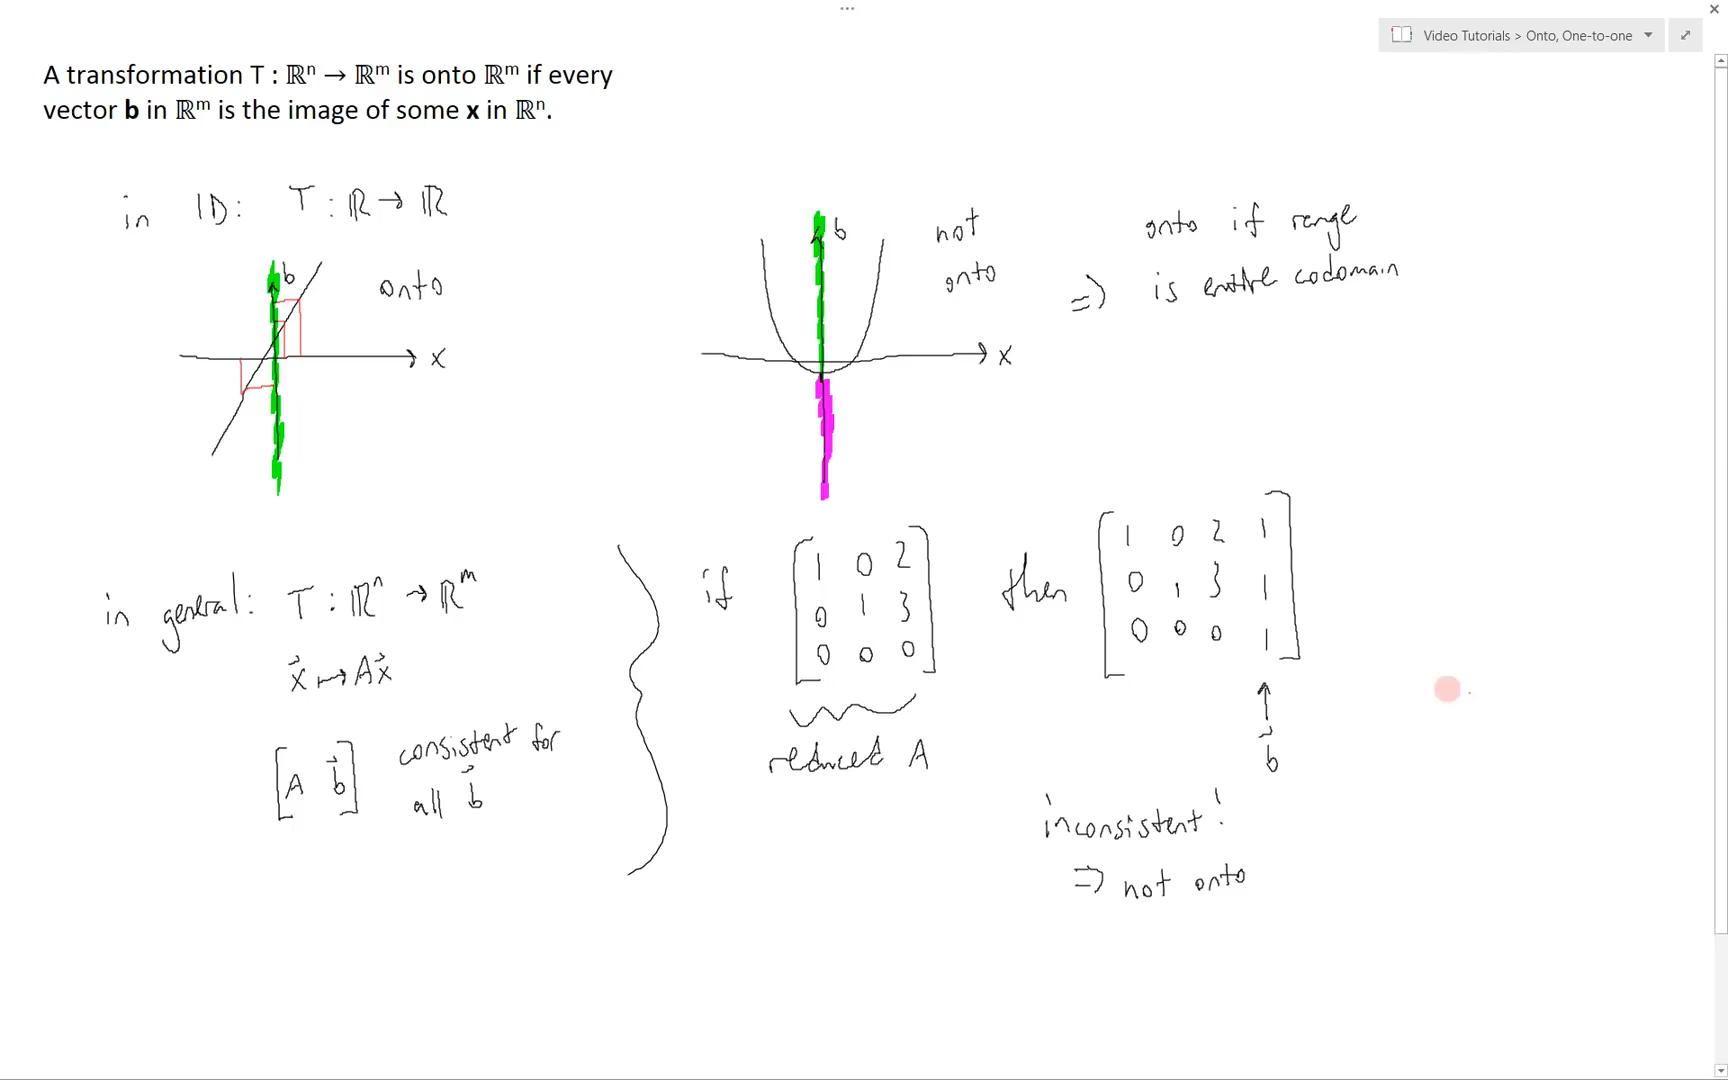 Video Tutorials > Onto, One-to-one
A transformation T : ℝⁿ → ℝᵐ is onto ℝᵐ if every
vector b in ℝᵐ is the image of some x in ℝⁿ.
in 1D: T : ℝ → ℝ
b
onto
x
b
not
onto
x
onto if range
⇒ is entire codomain
in general: T : ℝⁿ → ℝᵐ
x⃗ ↦ Ax⃗
[A b⃗] consistent for
all b⃗
if
1 0 2
0 1 3
0 0 0
reduced A
then
1 0 2 1
0 1 3 1
0 0 0 1
↑
b⃗
inconsistent!
⇒ not onto